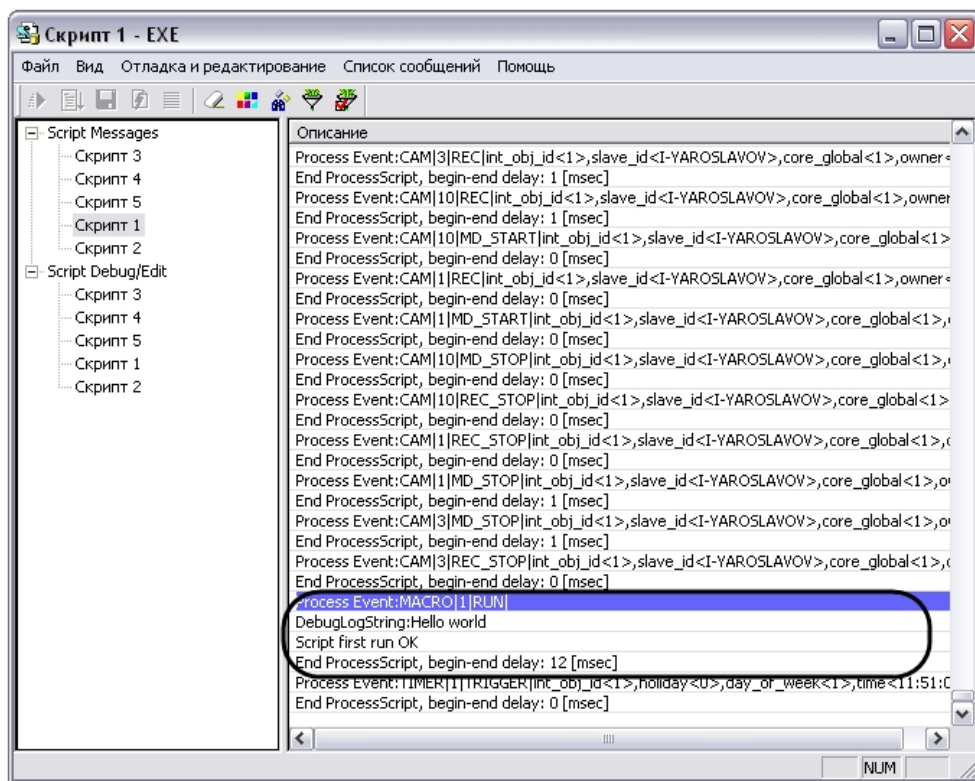 Скрипт 1 - EXE
Файл Вид Отладка и редактирование Список сообщений Помощь
Script Messages
Скрипт 3
Скрипт 4
Скрипт 5
Скрипт 1
Скрипт 2
Script Debug/Edit
Скрипт 3
Скрипт 4
Скрипт 5
Скрипт 1
Скрипт 2
Описание
Process Event:CAM|3|REC|int_obj_id<1>,slave_id<I-YAROSLAVOV>,core_global<1>,owner<
End ProcessScript, begin-end delay: 1 [msec]
Process Event:CAM|10|REC|int_obj_id<1>,slave_id<I-YAROSLAVOV>,core_global<1>,owner
End ProcessScript, begin-end delay: 1 [msec]
Process Event:CAM|10|MD_START|int_obj_id<1>,slave_id<I-YAROSLAVOV>,core_global<1>
End ProcessScript, begin-end delay: 0 [msec]
Process Event:CAM|1|REC|int_obj_id<1>,slave_id<I-YAROSLAVOV>,core_global<1>,owner<
End ProcessScript, begin-end delay: 0 [msec]
Process Event:CAM|1|MD_START|int_obj_id<1>,slave_id<I-YAROSLAVOV>,core_global<1>,
End ProcessScript, begin-end delay: 0 [msec]
Process Event:CAM|10|MD_STOP|int_obj_id<1>,slave_id<I-YAROSLAVOV>,core_global<1>,
End ProcessScript, begin-end delay: 0 [msec]
Process Event:CAM|10|REC_STOP|int_obj_id<1>,slave_id<I-YAROSLAVOV>,core_global<1>
End ProcessScript, begin-end delay: 0 [msec]
Process Event:CAM|1|REC_STOP|int_obj_id<1>,slave_id<I-YAROSLAVOV>,core_global<1>,
End ProcessScript, begin-end delay: 0 [msec]
Process Event:CAM|1|MD_STOP|int_obj_id<1>,slave_id<I-YAROSLAVOV>,core_global<1>,
End ProcessScript, begin-end delay: 1 [msec]
Process Event:CAM|3|MD_STOP|int_obj_id<1>,slave_id<I-YAROSLAVOV>,core_global<1>,
End ProcessScript, begin-end delay: 1 [msec]
Process Event:CAM|3|REC_STOP|int_obj_id<1>,slave_id<I-YAROSLAVOV>,core_global<1>,
End ProcessScript, begin-end delay: 0 [msec]
Process Event:MACRO|1|RUN|
DebugLogString:Hello world
Script first run OK
End ProcessScript, begin-end delay: 12 [msec]
Process Event:TIMER|1|TRIGGER|int_obj_id<1>,holiday<0>,day_of_week<1>,time<11:51:0
End ProcessScript, begin-end delay: 0 [msec]
NUM